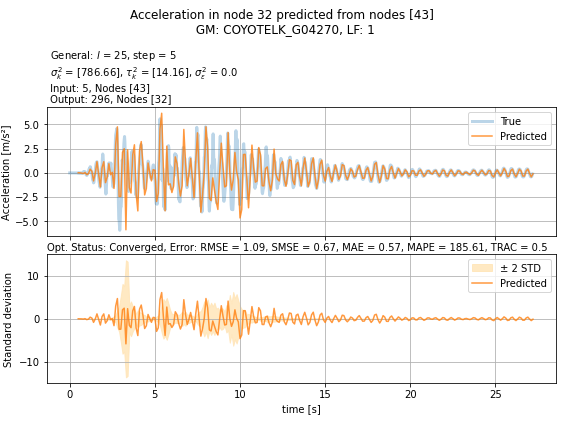 Acceleration in node 32 predicted from nodes [43]
GM: COYOTELK_G04270, LF: 1
General: l = 25, step = 5
σ²ₖ = [786.66], τ²ₖ = [14.16], σ²ε = 0.0
Input: 5, Nodes [43]
Output: 296, Nodes [32]
Acceleration [m/s²]
5.0
2.5
0.0
−2.5
−5.0
True
Predicted
Opt. Status: Converged, Error: RMSE = 1.09, SMSE = 0.67, MAE = 0.57, MAPE = 185.61, TRAC = 0.5
Standard deviation
10
0
−10
± 2 STD
Predicted
0 5 10 15 20 25
time [s]